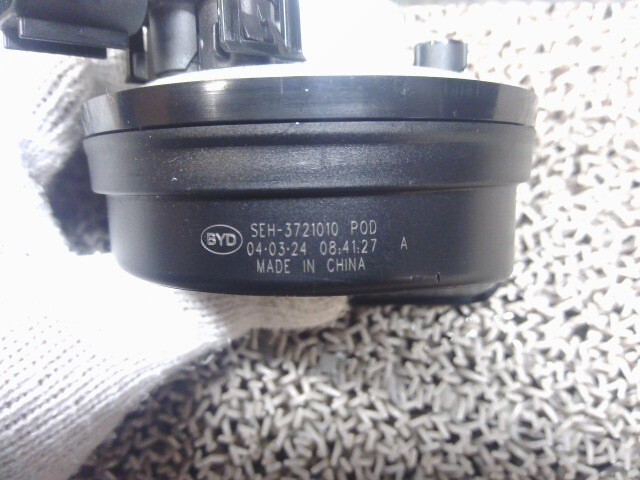 BYD SEH-3721010 POD
04-03-24 08:41:27 A
MADE IN CHINA